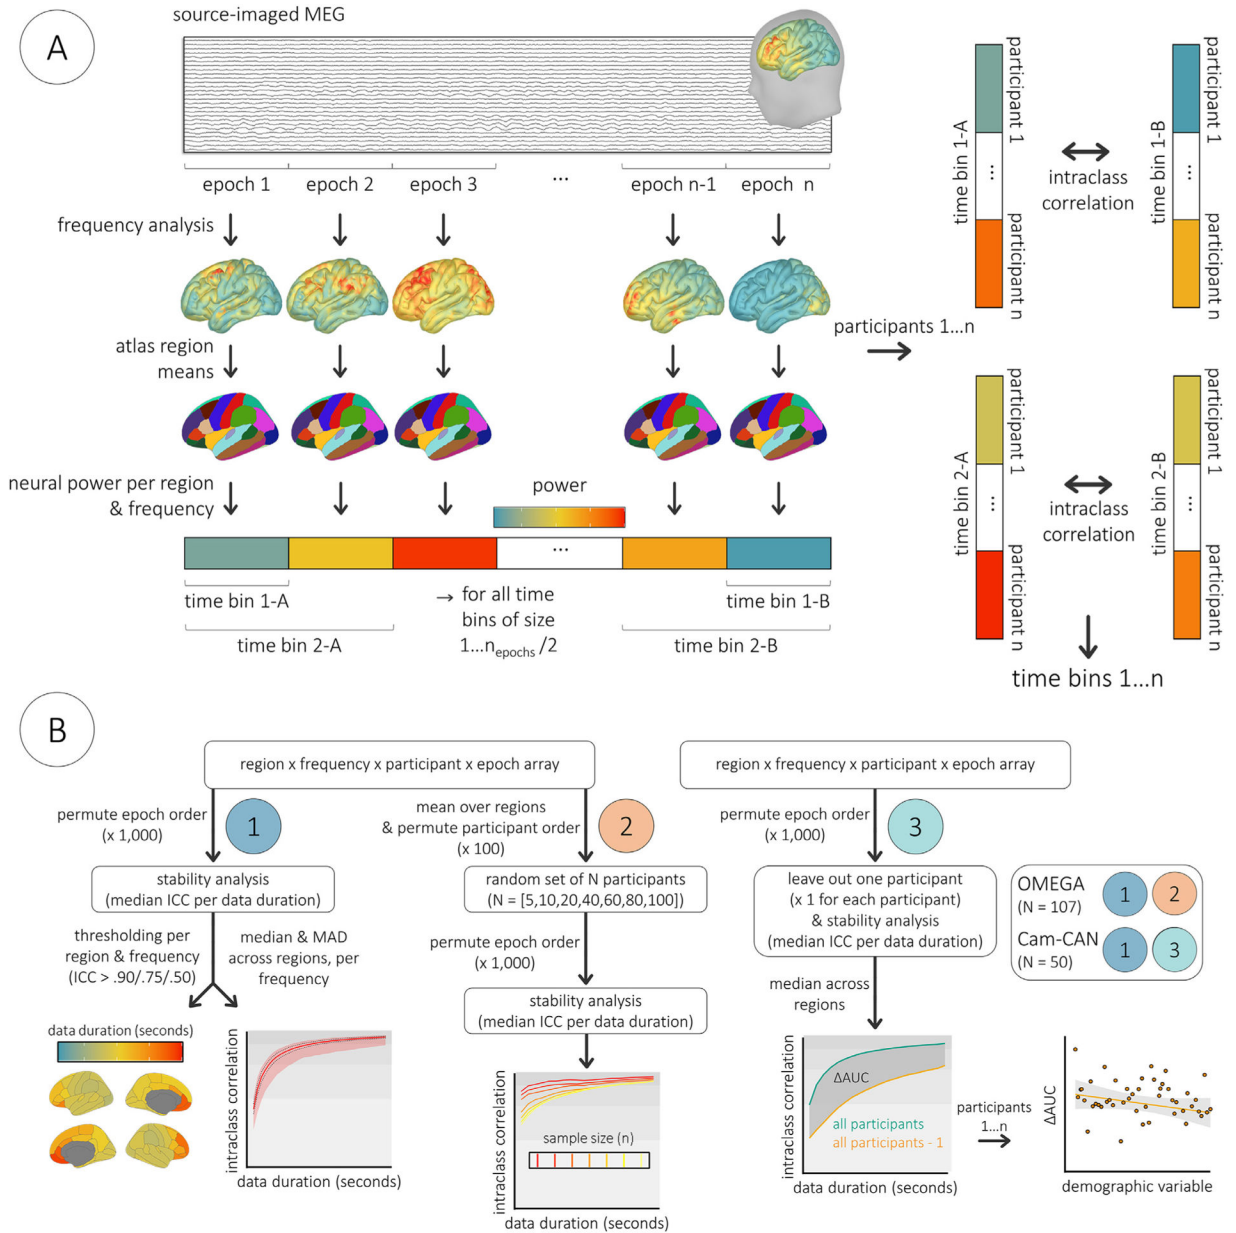 A
source-imaged MEG
epoch 1
epoch 2
epoch 3
...
epoch n-1
epoch n
frequency analysis
atlas region
means
neural power per region
& frequency
power
...
time bin 1-A
time bin 2-A
→ for all time
bins of size
1...nepochs /2
time bin 1-B
time bin 2-B
participants 1...n
time bin 1-A
participant 1
...
participant n
intraclass
correlation
time bin 1-B
participant 1
...
participant n
time bin 2-A
participant 1
...
participant n
intraclass
correlation
time bin 2-B
participant 1
...
participant n
time bins 1...n
B
region x frequency x participant x epoch array
permute epoch order
(x 1,000)
1
stability analysis
(median ICC per data duration)
thresholding per
region & frequency
(ICC > .90/.75/.50)
median & MAD
across regions, per
frequency
data duration (seconds)
intraclass correlation
data duration (seconds)
mean over regions
& permute participant order
(x 100)
2
random set of N participants
(N = [5,10,20,40,60,80,100])
permute epoch order
(x 1,000)
stability analysis
(median ICC per data duration)
intraclass correlation
sample size (n)
data duration (seconds)
region x frequency x participant x epoch array
permute epoch order
(x 1,000)
3
leave out one participant
(x 1 for each participant)
& stability analysis
(median ICC per data duration)
median across
regions
intraclass correlation
ΔAUC
all participants
all participants - 1
data duration (seconds)
participants
1...n
ΔAUC
demographic variable
OMEGA
(N = 107)
1
2
Cam-CAN
(N = 50)
1
3